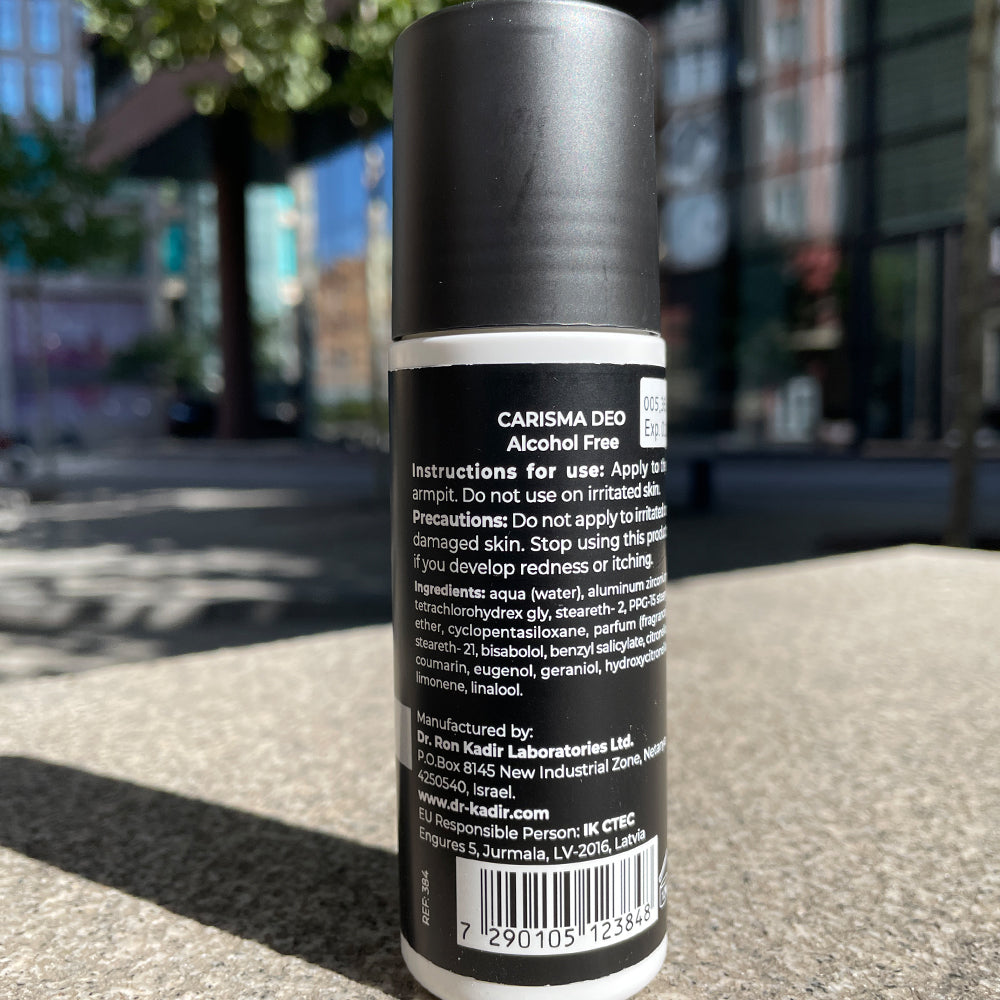 005
Exp.
CARISMA DEO
Alcohol Free
Instructions for use: Apply to
armpit. Do not use on irritated skin.
Precautions: Do not apply to irritated
damaged skin. Stop using this
if you develop redness or itching.
Ingredients: aqua (water), aluminum
tetrachlorohydrex gly, steareth- 2, PPG-15
ether, cyclopentasiloxane, parfum
steareth- 21, bisabolol, benzyl salicylate,
coumarin, eugenol, geraniol,
limonene, linalool.
Manufactured by:
Dr. Ron Kadir Laboratories Ltd.
P.O.Box 8145 New Industrial Zone,
4250540, Israel.
www.dr-kadir.com
EU Responsible Person: IK CTEC
Engures 5, Jurmala, LV-2016, Latvia
REF: 384
7 290105 123848